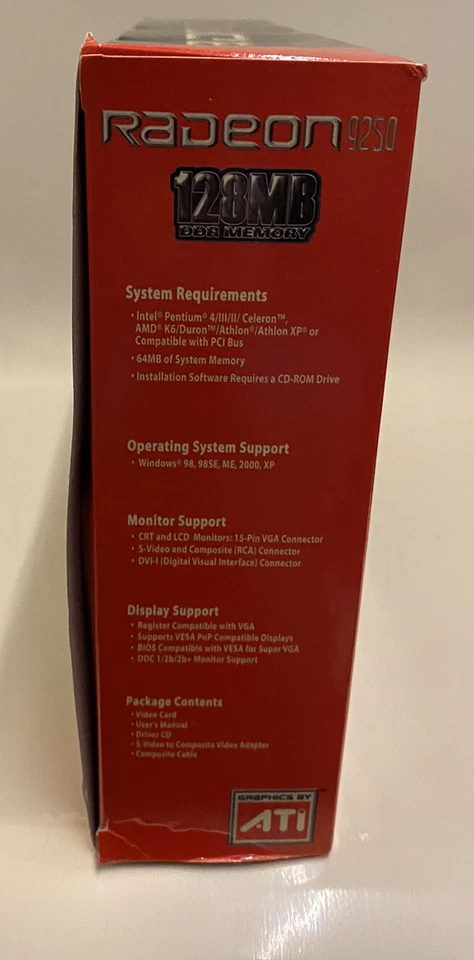 RADEON 9250
128MB
DDR MEMORY
System Requirements
• Intel® Pentium® 4/III/II/ Celeron™,
AMD® K6/Duron™/Athlon®/Athlon XP® or
Compatible with PCI Bus
• 64MB of System Memory
• Installation Software Requires a CD-ROM Drive
Operating System Support
• Windows® 98, 98SE, ME, 2000, XP
Monitor Support
• CRT and LCD Monitors: 15-Pin VGA Connector
• S-Video and Composite (RCA) Connector
• DVI-I (Digital Visual Interface) Connector
Display Support
• Register Compatible with VGA
• Supports VESA PnP Compatible Displays
• BIOS Compatible with VESA for Super VGA
• DDC 1/2b/2b+ Monitor Support
Package Contents
• Video Card
• User's Manual
• Driver CD
• S-Video to Composite Video Adapter
• Composite Cable
GRAPHICS BY
ATI